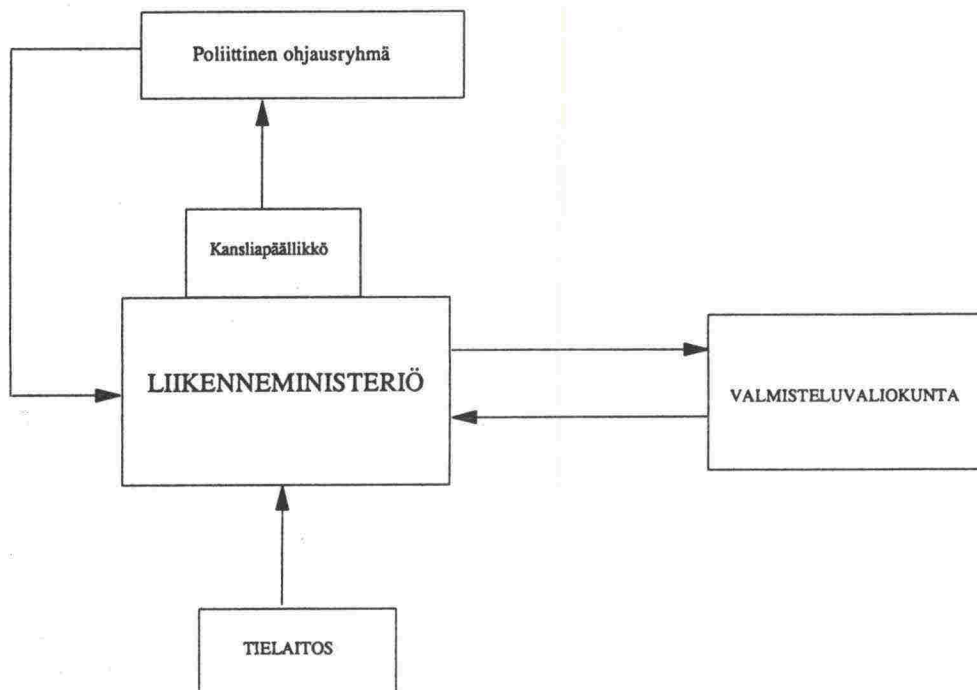 Poliittinen ohjausryhmä
Kansliapäällikkö
LIIKENNEMINISTERIÖ
VALMISTELUVALIOKUNTA
TIELAITOS